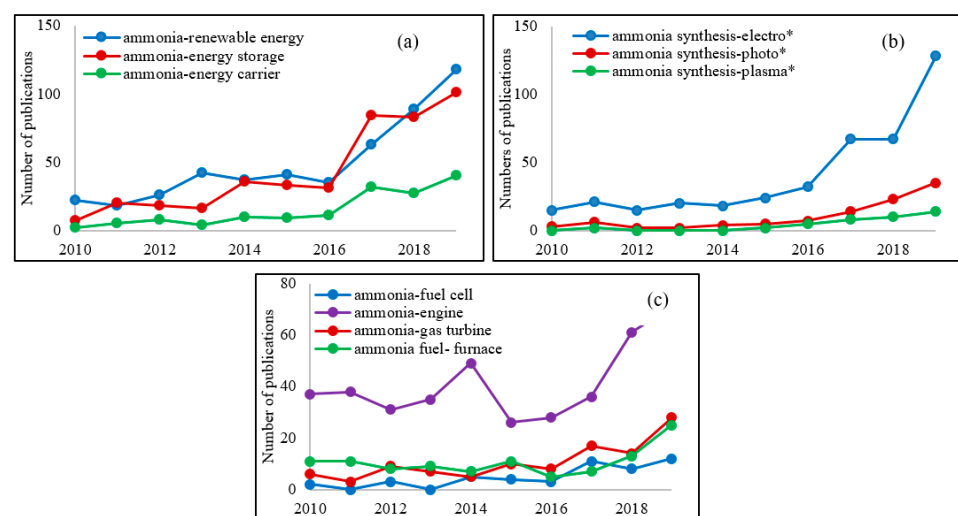 150
ammonia-renewable energy
(a)
ammonia-energy storage
ammonia-energy carrier
100
50
0
Number of publications
2010 2012 2014 2016 2018
150
ammonia synthesis-electro*
(b)
ammonia synthesis-photo*
ammonia synthesis-plasma*
100
50
0
Numbers of publications
2010 2012 2014 2016 2018
80
ammonia-fuel cell
(c)
ammonia-engine
60
ammonia-gas turbine
ammonia fuel- furnace
40
20
0
Number of publications
2010 2012 2014 2016 2018